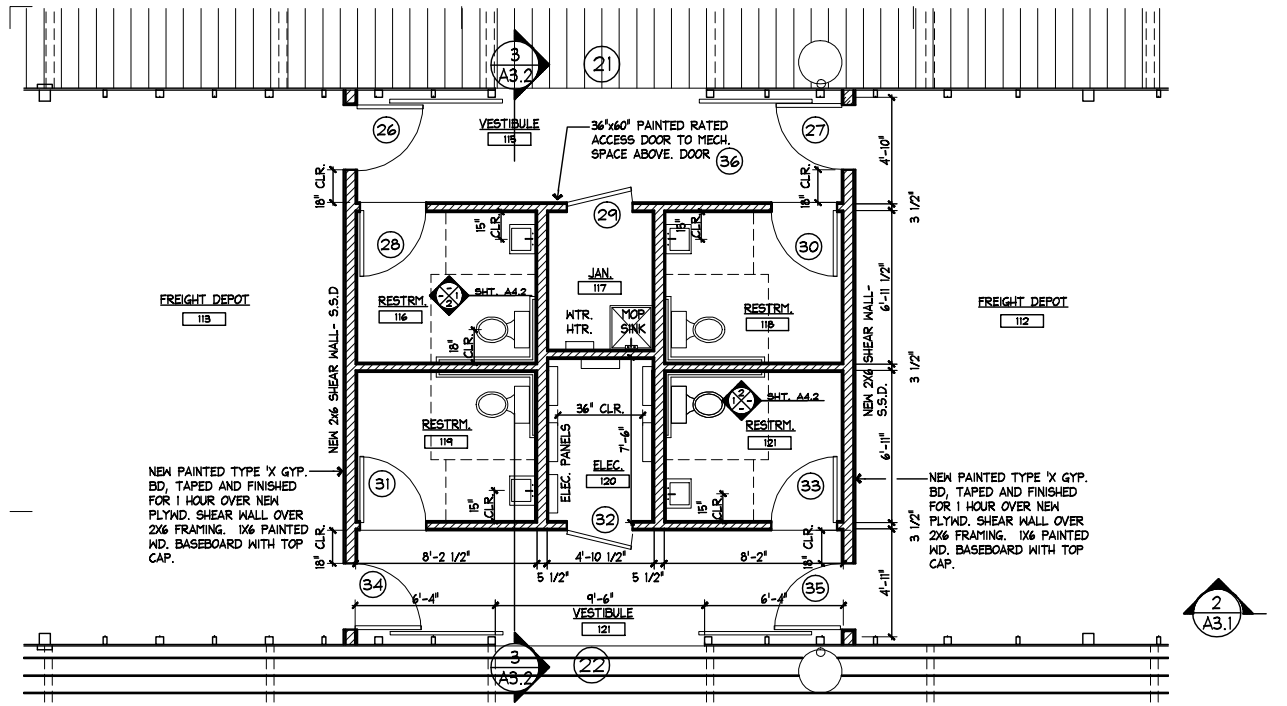 3
A3.2
21
26
VESTIBULE
115
36"x60" PAINTED RATED
ACCESS DOOR TO MECH.
SPACE ABOVE. DOOR
36
27
4'-10"
18" CLR.
18" CLR.
3 1/2"
28
15"
CLR.
29
15"
CLR.
30
JAN.
117
6'-11 1/2"
FREIGHT DEPOT
113
NEW 2X6 SHEAR WALL- S.S.D
RESTRM.
116
- 1
2 -
SHT. A4.2
WTR.
HTR.
MOP
SINK
RESTRM.
118
FREIGHT DEPOT
112
18"
CLR.
NEW 2X6 SHEAR WALL-
S.S.D.
3 1/2"
36" CLR.
2
1 -
-
SHT. A4.2
RESTRM.
119
7'-6"
RESTRM.
121
6'-11"
ELEC. PANELS
ELEC.
120
NEW PAINTED TYPE 'X GYP.
BD, TAPED AND FINISHED
FOR 1 HOUR OVER NEW
PLYWD. SHEAR WALL OVER
2X6 FRAMING. 1X6 PAINTED
WD. BASEBOARD WITH TOP
CAP.
31
15"
CLR.
32
15"
CLR.
33
NEW PAINTED TYPE 'X GYP.
BD, TAPED AND FINISHED
FOR 1 HOUR OVER NEW
PLYWD. SHEAR WALL OVER
2X6 FRAMING. 1X6 PAINTED
WD. BASEBOARD WITH TOP
CAP.
3 1/2"
18" CLR.
8'-2 1/2"
4'-10 1/2"
8'-2"
18" CLR.
5 1/2"
5 1/2"
34
35
4'-11"
6'-4"
9'-6"
6'-4"
VESTIBULE
121
2
A3.1
3
A3.2
22